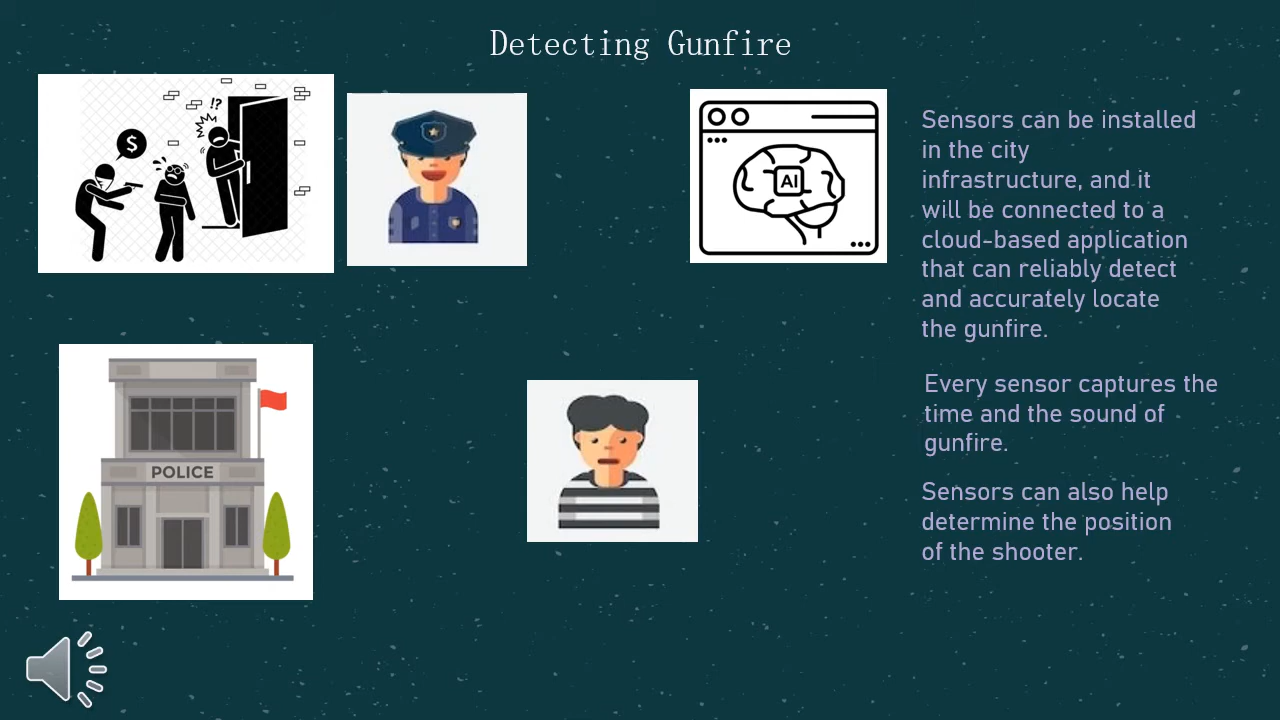 Detecting Gunfire
!?
$
AI
Sensors can be installed
in the city
infrastructure, and it
will be connected to a
cloud-based application
that can reliably detect
and accurately locate
the gunfire.
Every sensor captures the
time and the sound of
gunfire.
POLICE
Sensors can also help
determine the position
of the shooter.